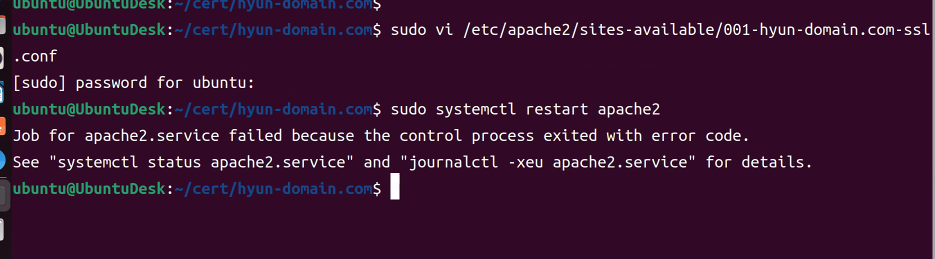 ubuntu@UbuntuDesk:~/cert/hyun-domain.com$
ubuntu@UbuntuDesk:~/cert/hyun-domain.com$ sudo vi /etc/apache2/sites-available/001-hyun-domain.com-ssl
.conf
[sudo] password for ubuntu:
ubuntu@UbuntuDesk:~/cert/hyun-domain.com$ sudo systemctl restart apache2
Job for apache2.service failed because the control process exited with error code.
See "systemctl status apache2.service" and "journalctl -xeu apache2.service" for details.
ubuntu@UbuntuDesk:~/cert/hyun-domain.com$